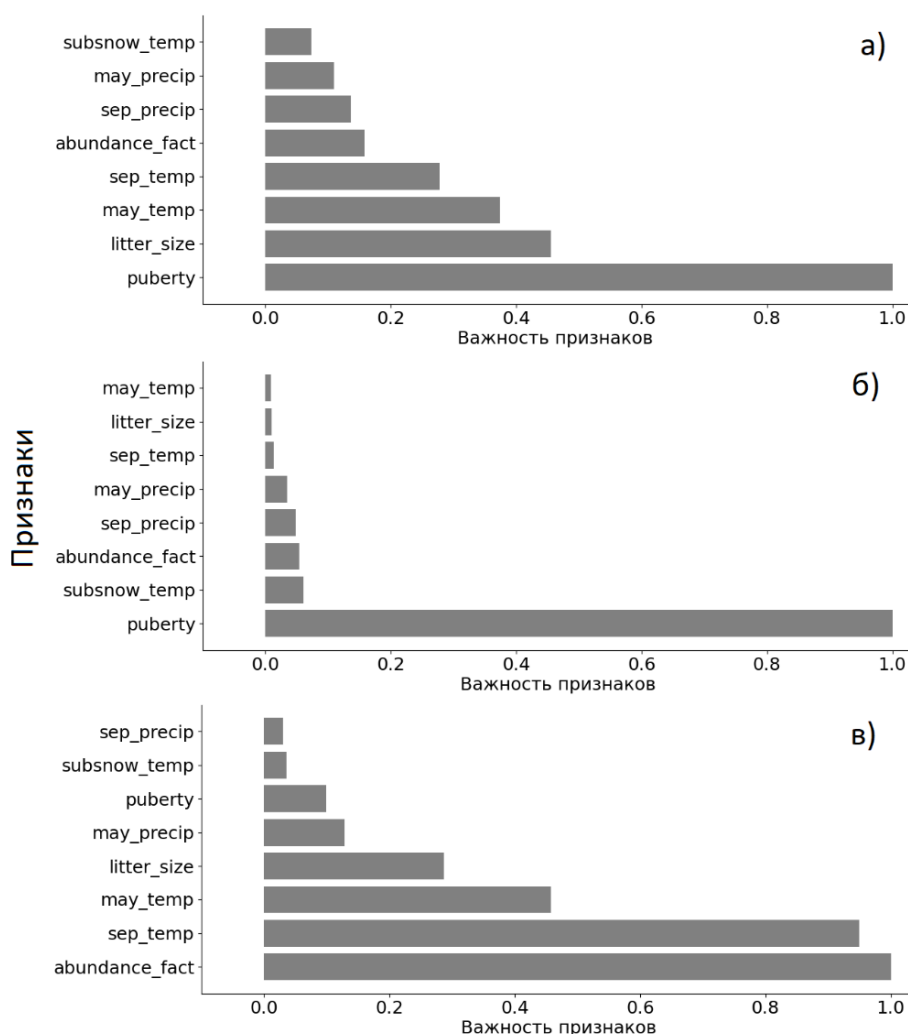 а)
subsnow_temp
may_precip
sep_precip
abundance_fact
sep_temp
may_temp
litter_size
puberty
0.0 0.2 0.4 0.6 0.8 1.0
Важность признаков
б)
may_temp
litter_size
sep_temp
may_precip
sep_precip
abundance_fact
subsnow_temp
puberty
0.0 0.2 0.4 0.6 0.8 1.0
Важность признаков
Признаки
в)
sep_precip
subsnow_temp
puberty
may_precip
litter_size
may_temp
sep_temp
abundance_fact
0.0 0.2 0.4 0.6 0.8 1.0
Важность признаков